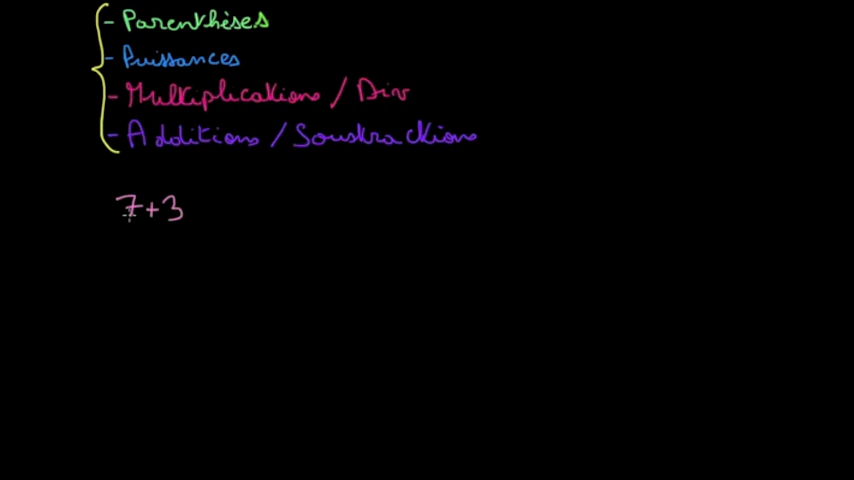 - Parenthèses
- Puissances
- Multiplications / Div
- Additions / Soustractions
7+3